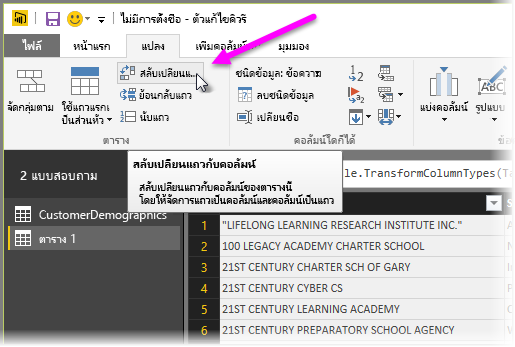 ไม่มีการตั้งชื่อ - ตัวแก้ไขคิวรี
ไฟล์ หน้าแรก แปลง เพิ่มคอลัมน์ มุมมอง
จัดกลุ่มตาม
ใช้แถวแรก
เป็นส่วนหัว
สลับเปลี่ยนแ...
ย้อนกลับแถว
นับแถว
ตาราง
ชนิดข้อมูล: ข้อความ
ลบชนิดข้อมูล
เปลี่ยนชื่อ
คอลัมน์ใดก็ได้
แบ่งคอลัมน์
รูปแบบ
สลับเปลี่ยนแถวกับคอลัมน์
สลับเปลี่ยนแถวกับคอลัมน์ของตารางนี้
โดยให้จัดการแถวเป็นคอลัมน์และคอลัมน์เป็นแถว
le.TransformColumnTypes(Ta
2 แบบสอบถาม
CustomerDemographics
ตาราง 1
1 "LIFELONG LEARNING RESEARCH INSTITUTE INC." A
2 100 LEGACY ACADEMY CHARTER SCHOOL N
3 21ST CENTURY CHARTER SCH OF GARY
4 21ST CENTURY CYBER CS P
5 21ST CENTURY LEARNING ACADEMY
6 21ST CENTURY PREPARATORY SCHOOL AGENCY